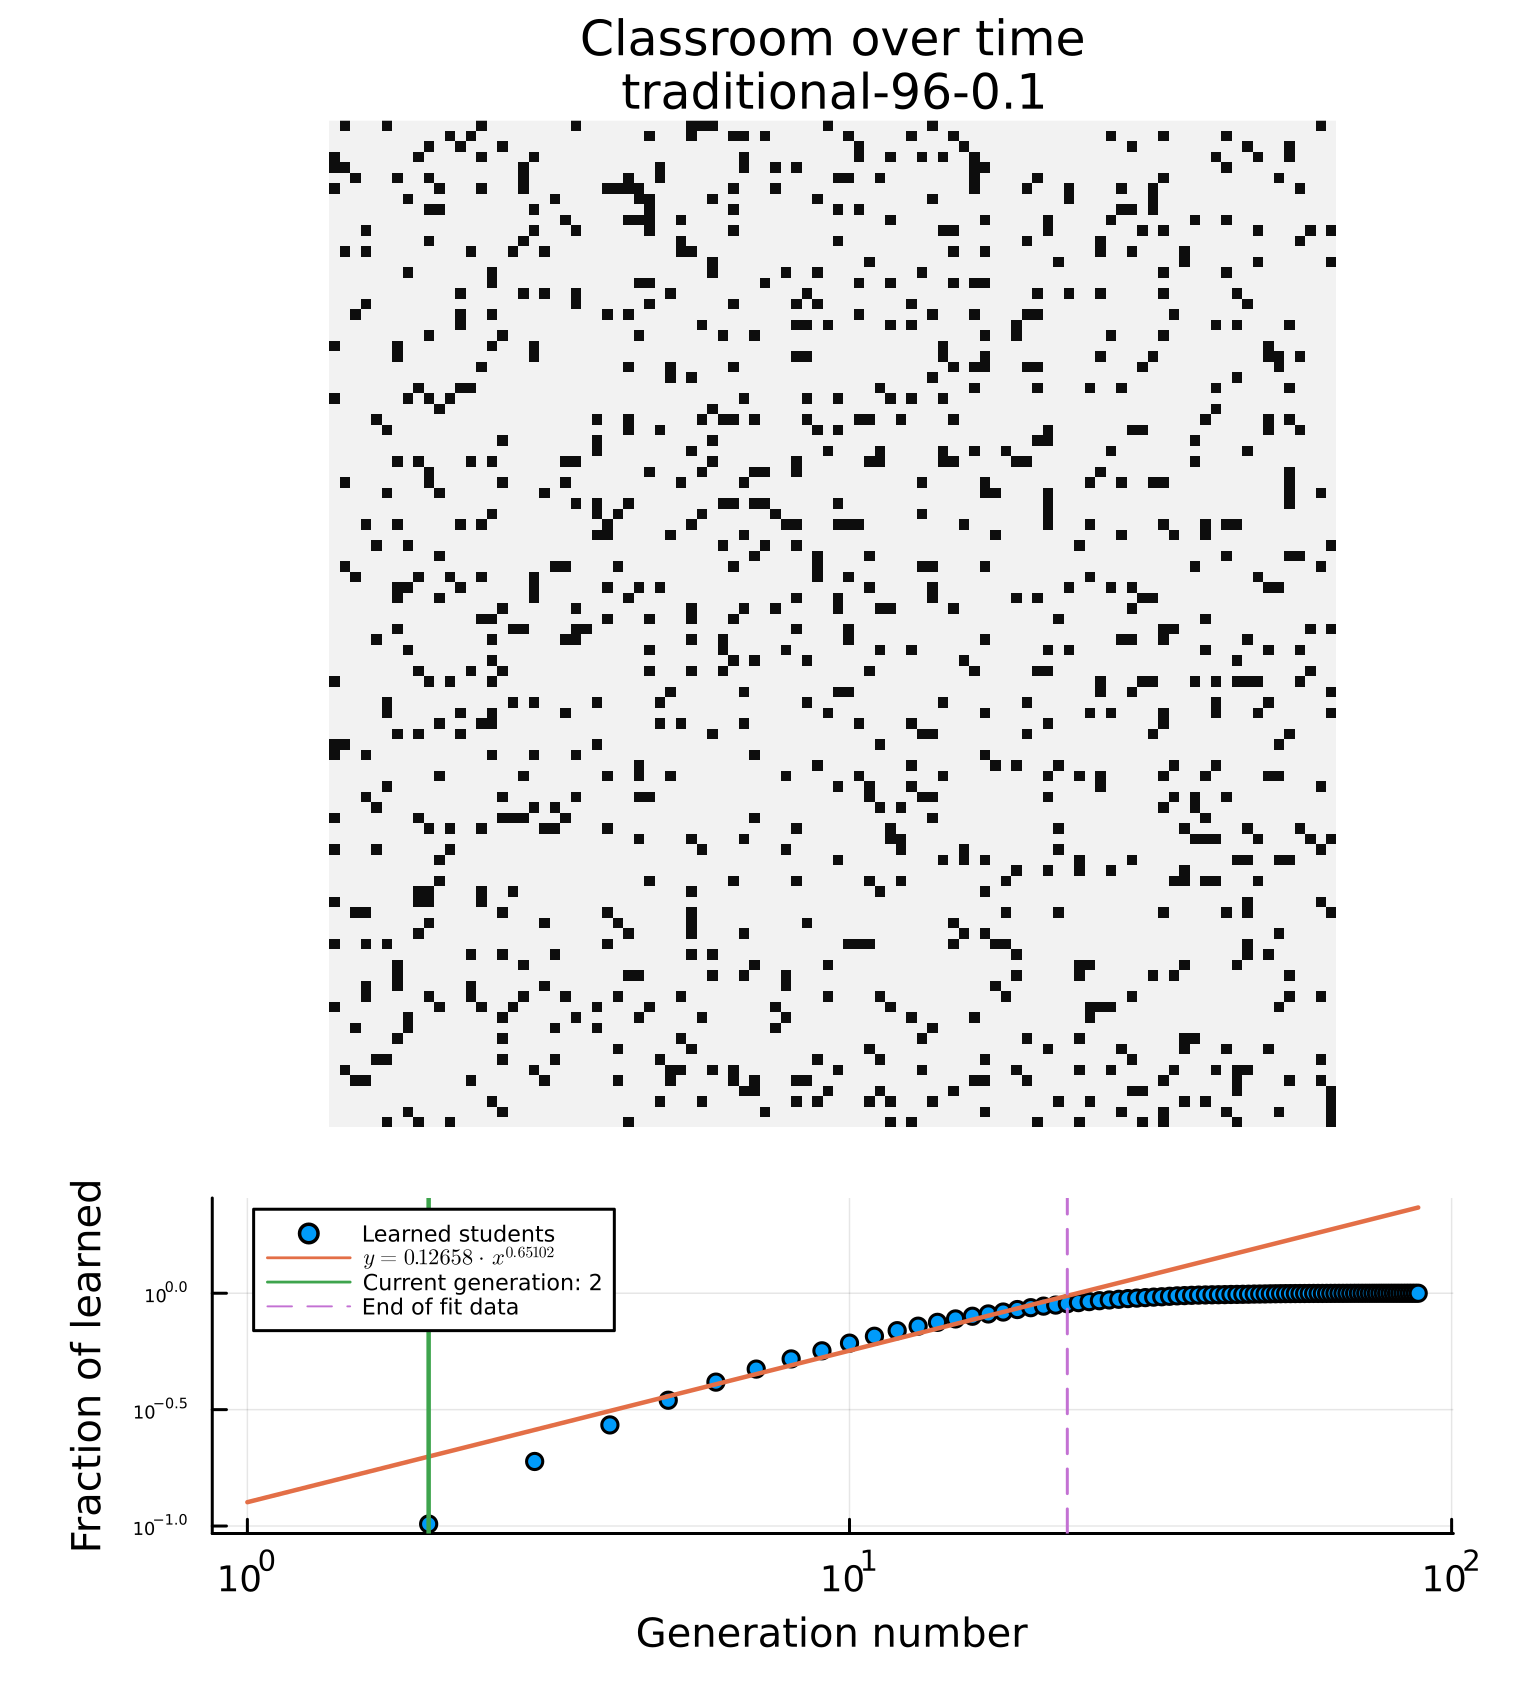 Classroom over time
traditional-96-0.1
Fraction of learned
Learned students
y = 0.12658 · x^0.65102
Current generation: 2
End of fit data
10^0.0
10^−0.5
10^−1.0
10^0 10^1 10^2
Generation number